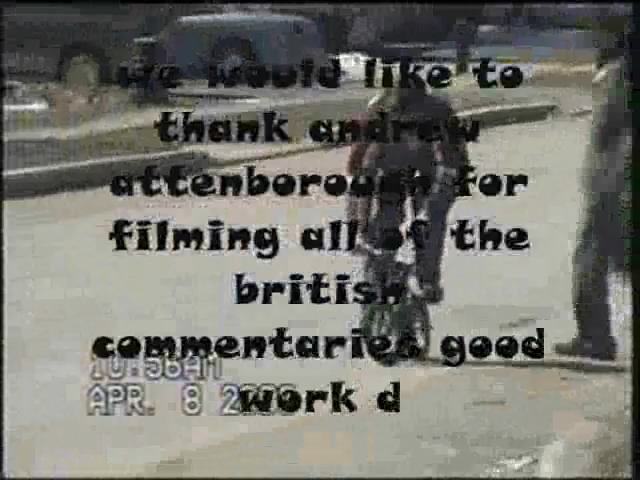 we would like to
thank andrew
attenborough for
filming all of the
british
commentaries good
10:56AM
work d
APR. 8